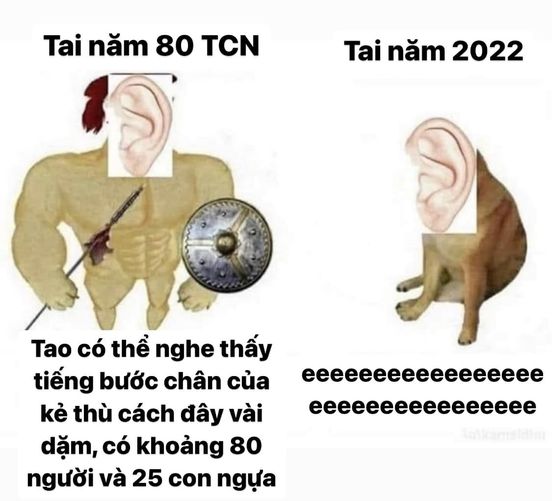 Tai năm 80 TCN
Tai năm 2022
Tao có thể nghe thấy
tiếng bước chân của
kẻ thù cách đây vài
dặm, có khoảng 80
người và 25 con ngựa
eeeeeeeeeeeeeeeee
eeeeeeeeeeeeeeee